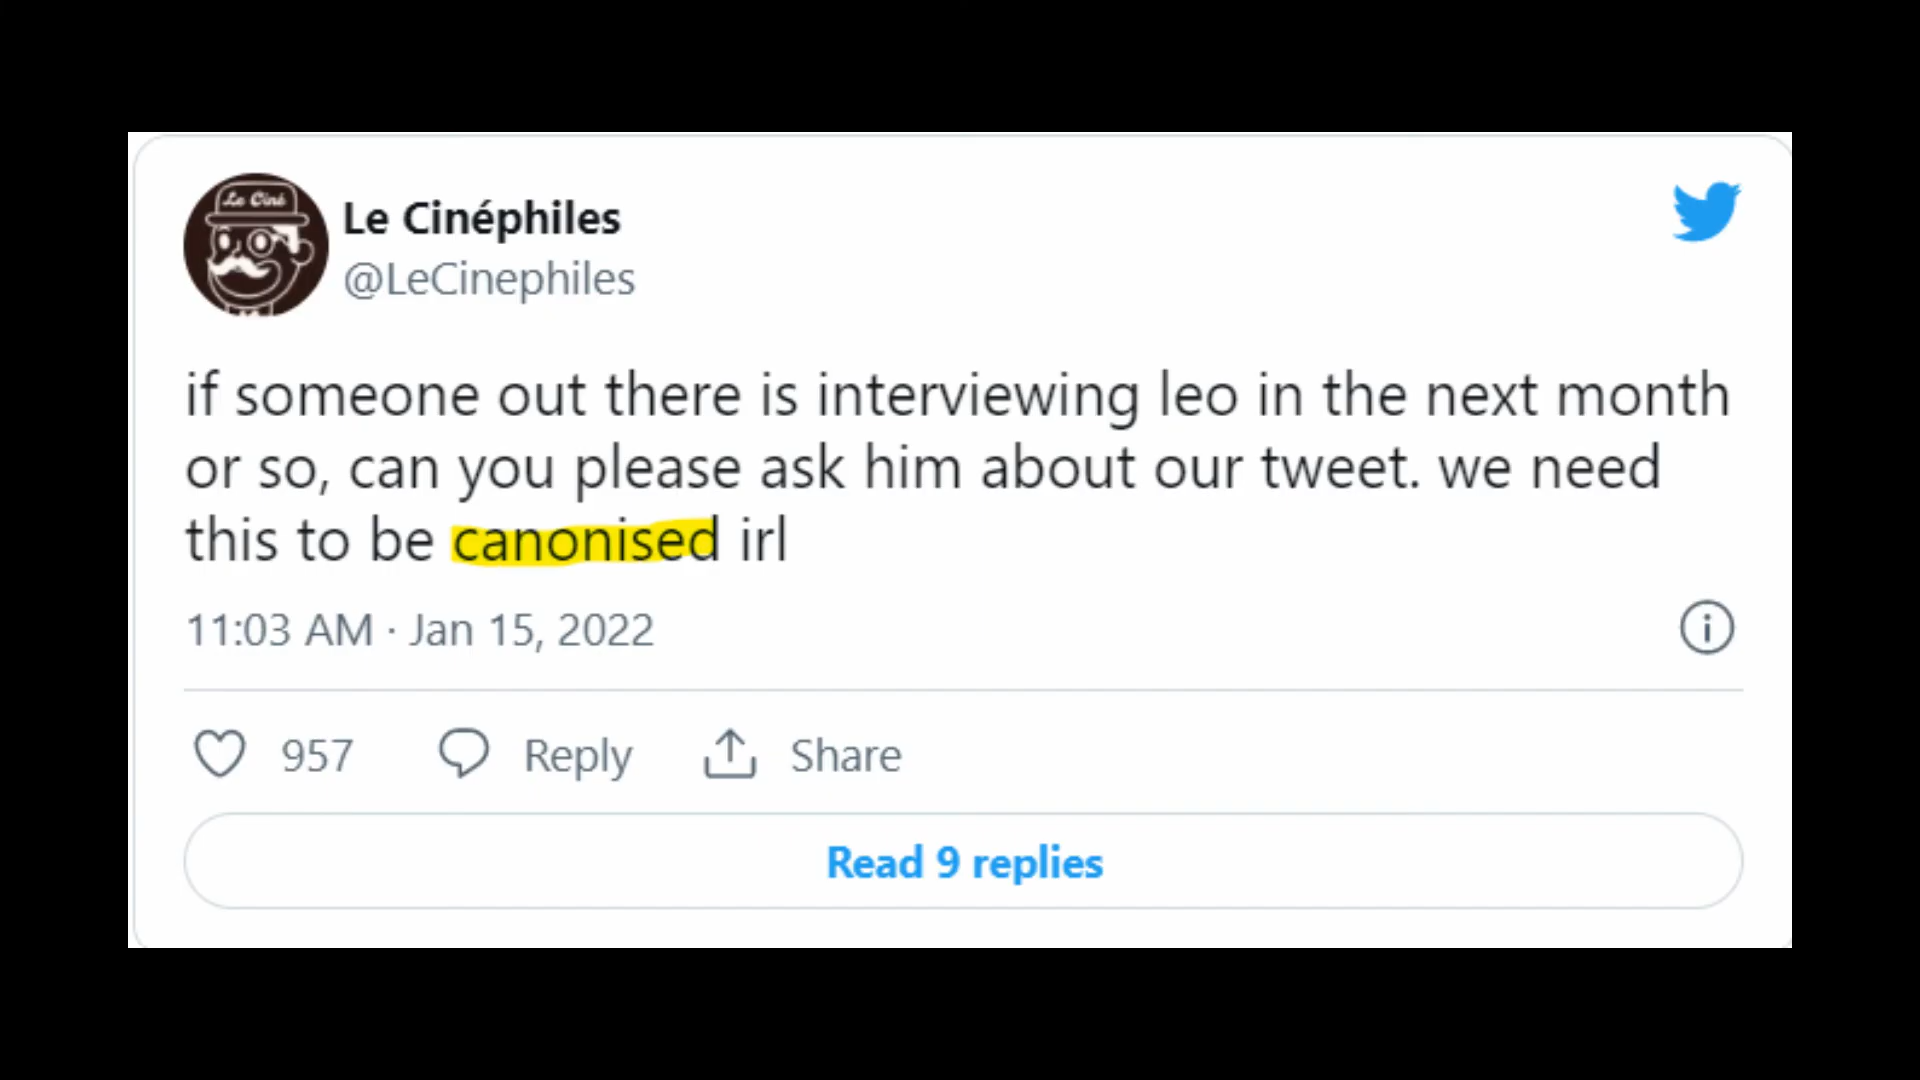 Le Ciné
Le Cinéphiles
@LeCinephiles
if someone out there is interviewing leo in the next month
or so, can you please ask him about our tweet. we need
this to be canonised irl
11:03 AM · Jan 15, 2022
957 Reply Share
Read 9 replies